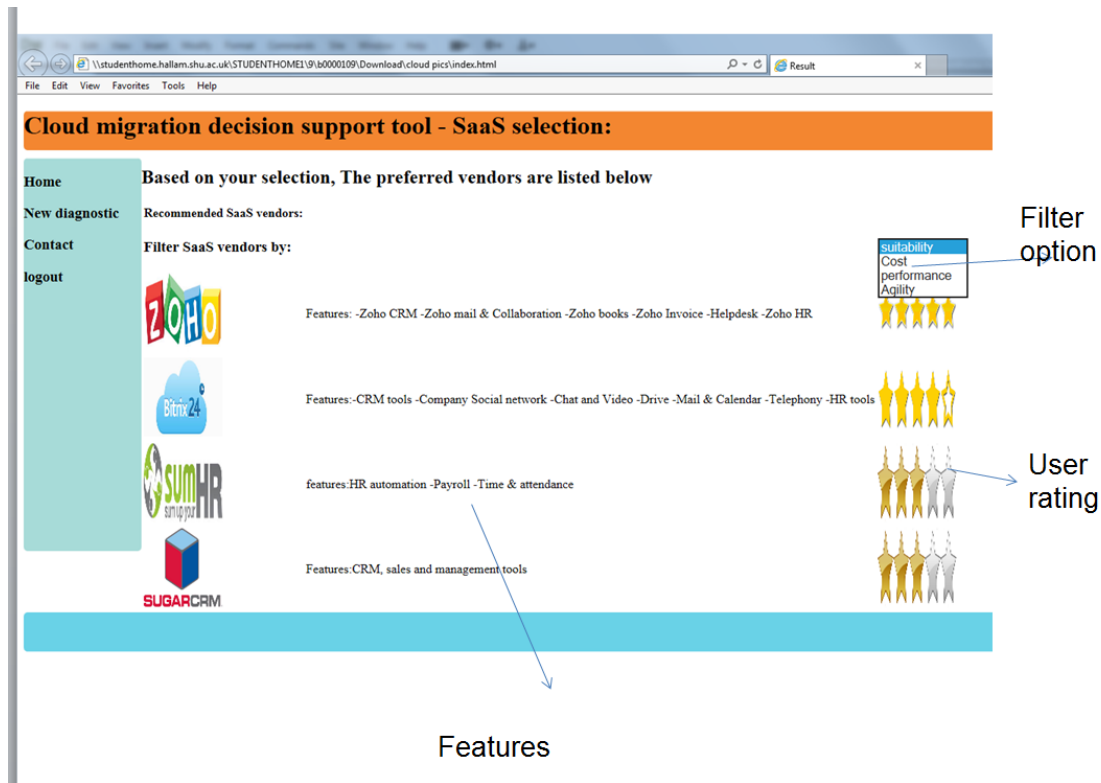 \\studenthome.hallam.shu.ac.uk\STUDENTHOME1\9\b0000109\Download\cloud pics\index.html
Result
File Edit View Favorites Tools Help
Cloud migration decision support tool - SaaS selection:
Home
New diagnostic
Contact
logout
Based on your selection, The preferred vendors are listed below
Recommended SaaS vendors:
Filter SaaS vendors by:
suitability
Cost
performance
Agility
Filter
option
ZOHO
Features: -Zoho CRM -Zoho mail & Collaboration -Zoho books -Zoho Invoice -Helpdesk -Zoho HR
Bitrix24
Features:-CRM tools -Company Social network -Chat and Video -Drive -Mail & Calendar -Telephony -HR tools
SUMHR
sum up your
features:HR automation -Payroll -Time & attendance
User
rating
SUGARCRM
Features:CRM, sales and management tools
Features